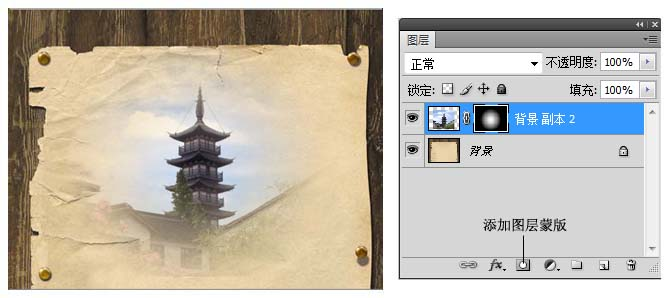 图层
正常
不透明度: 100%
锁定:
填充: 100%
背景 副本 2
背景
添加图层蒙版
fx.